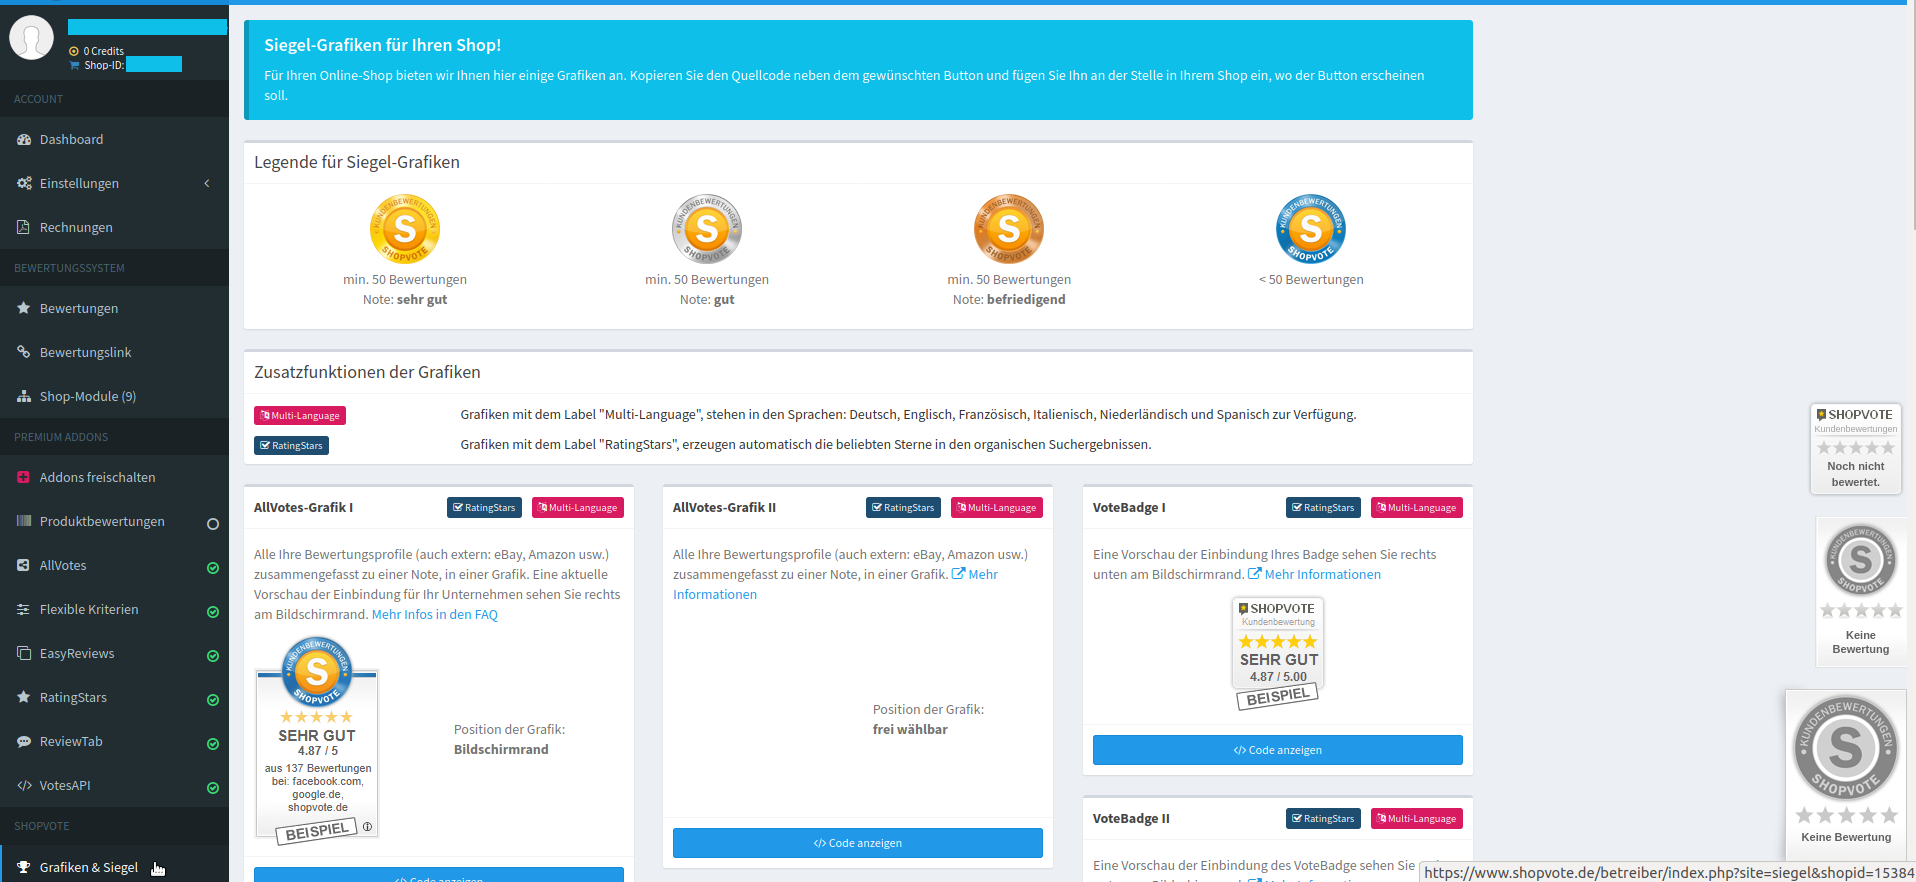 0 Credits
Shop-ID:
ACCOUNT
Dashboard
Einstellungen
Rechnungen
BEWERTUNGSSYSTEM
Bewertungen
Bewertungslink
Shop-Module (9)
PREMIUM ADDONS
Addons freischalten
Produktbewertungen
AllVotes
Flexible Kriterien
EasyReviews
RatingStars
ReviewTab
VotesAPI
SHOPVOTE
Grafiken & Siegel
Siegel-Grafiken für Ihren Shop!
Für Ihren Online-Shop bieten wir Ihnen hier einige Grafiken an. Kopieren Sie den Quellcode neben dem gewünschten Button und fügen Sie Ihn an der Stelle in Ihrem Shop ein, wo der Button erscheinen
soll.
Legende für Siegel-Grafiken
KUNDENBEWERTUNGEN
S
SHOPVOTE
min. 50 Bewertungen
Note: sehr gut
KUNDENBEWERTUNGEN
S
SHOPVOTE
min. 50 Bewertungen
Note: gut
KUNDENBEWERTUNGEN
S
SHOPVOTE
min. 50 Bewertungen
Note: befriedigend
KUNDENBEWERTUNGEN
S
SHOPVOTE
< 50 Bewertungen
Zusatzfunktionen der Grafiken
Multi-Language
Grafiken mit dem Label "Multi-Language", stehen in den Sprachen: Deutsch, Englisch, Französisch, Italienisch, Niederländisch und Spanisch zur Verfügung.
RatingStars
Grafiken mit dem Label "RatingStars", erzeugen automatisch die beliebten Sterne in den organischen Suchergebnissen.
AllVotes-Grafik I
RatingStars
Multi-Language
Alle Ihre Bewertungsprofile (auch extern: eBay, Amazon usw.)
zusammengefasst zu einer Note, in einer Grafik. Eine aktuelle
Vorschau der Einbindung für Ihr Unternehmen sehen Sie rechts
am Bildschirmrand. Mehr Infos in den FAQ
KUNDENBEWERTUNGEN
S
SHOPVOTE
SEHR GUT
4.87 / 5
aus 137 Bewertungen
bei: facebook.com,
google.de,
shopvote.de
BEISPIEL
Position der Grafik:
Bildschirmrand
</> Code anzeigen
AllVotes-Grafik II
RatingStars
Multi-Language
Alle Ihre Bewertungsprofile (auch extern: eBay, Amazon usw.)
zusammengefasst zu einer Note, in einer Grafik. Mehr
Informationen
Position der Grafik:
frei wählbar
</> Code anzeigen
VoteBadge I
RatingStars
Multi-Language
Eine Vorschau der Einbindung Ihres Badge sehen Sie rechts
unten am Bildschirmrand. Mehr Informationen
SHOPVOTE
Kundenbewertung
SEHR GUT
4.87 / 5.00
BEISPIEL
</> Code anzeigen
VoteBadge II
RatingStars
Multi-Language
Eine Vorschau der Einbindung des VoteBadge sehen Sie
SHOPVOTE
Kundenbewertungen
Noch nicht
bewertet.
KUNDENBEWERTUNGEN
S
SHOPVOTE
Keine
Bewertung
KUNDENBEWERTUNGEN
S
SHOPVOTE
Keine Bewertung
https://www.shopvote.de/betreiber/index.php?site=siegel&shopid=15384